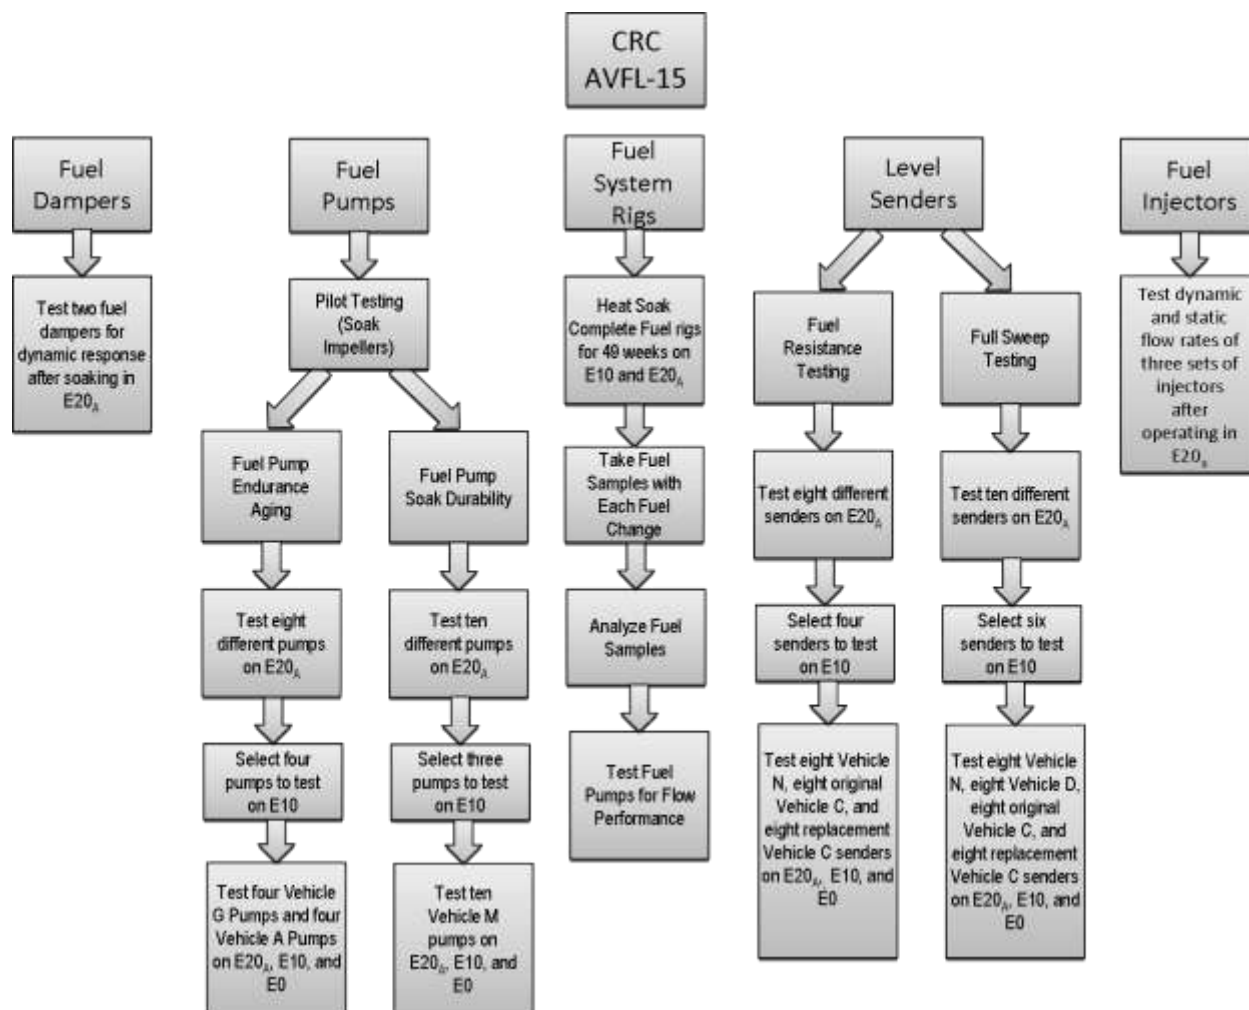 CRC
AVFL-15
Fuel
Dampers
Test two fuel
dampers for
dynamic response
after soaking in
E20A
Fuel
Pumps
Pilot Testing
(Soak
Impellers)
Fuel Pump
Endurance
Aging
Test eight
different pumps
on E20A
Select four
pumps to test
on E10
Test four Vehicle
G Pumps and four
Vehicle A Pumps
on E20A, E10, and
E0
Fuel Pump
Soak Durability
Test ten
different pumps
on E20A
Select three
pumps to test
on E10
Test ten
Vehicle M
pumps on
E20A, E10, and
E0
Fuel
System
Rigs
Heat Soak
Complete Fuel rigs
for 49 weeks on
E10 and E20A
Take Fuel
Samples with
Each Fuel
Change
Analyze Fuel
Samples
Test Fuel
Pumps for Flow
Performance
Level
Senders
Fuel
Resistance
Testing
Test eight different
senders on E20A
Select four
senders to test
on E10
Test eight Vehicle
N, eight original
Vehicle C, and
eight replacement
Vehicle C senders
on E20A, E10, and
E0
Full Sweep
Testing
Test ten different
senders on E20A
Select six
senders to test
on E10
Test eight Vehicle
N, eight Vehicle D,
eight original
Vehicle C, and
eight replacement
Vehicle C senders
on E20A, E10, and
E0
Fuel
Injectors
Test dynamic
and static
flow rates of
three sets of
injectors
after
operating in
E20a